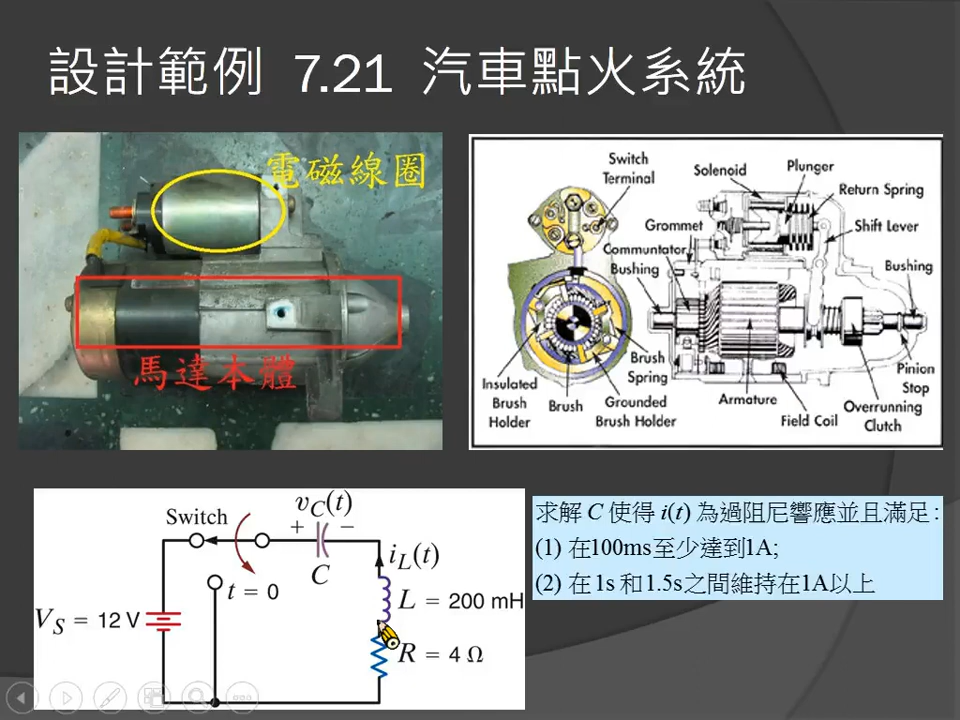 設計範例 7.21 汽車點火系統
電磁線圈
馬達本體
Switch
Terminal
Solenoid
Plunger
Return Spring
Grommet
Shift Lever
Communtator
Bushing
Bushing
Insulated
Brush
Holder
Brush
Brush
Spring
Grounded
Brush Holder
Armature
Field Coil
Overrunning
Clutch
Pinion
Stop
Switch
vC(t)
+ −
C
iL(t)
t = 0
L = 200 mH
VS = 12 V
R = 4 Ω
求解 C 使得 i(t) 為過阻尼響應並且滿足:
(1) 在100ms至少達到1A;
(2) 在 1s 和1.5s之間維持在1A以上